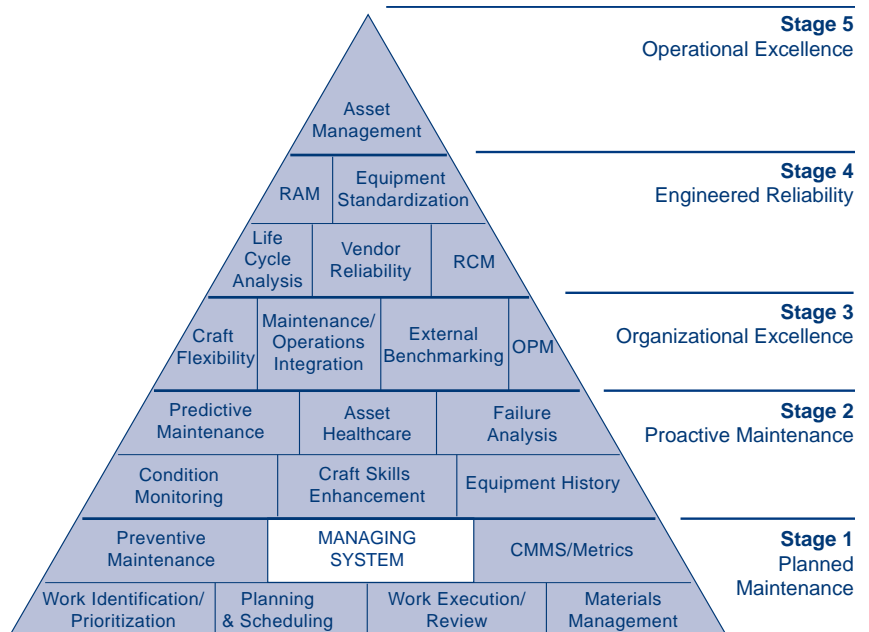 Stage 5
Operational Excellence
Asset
Management
Stage 4
Engineered Reliability
RAM
Equipment
Standardization
Life
Cycle
Analysis
Vendor
Reliability
RCM
Stage 3
Organizational Excellence
Craft
Flexibility
Maintenance/
Operations
Integration
External
Benchmarking
OPM
Stage 2
Proactive Maintenance
Predictive
Maintenance
Asset
Healthcare
Failure
Analysis
Condition
Monitoring
Craft Skills
Enhancement
Equipment History
Stage 1
Planned
Maintenance
Preventive
Maintenance
MANAGING
SYSTEM
CMMS/Metrics
Work Identification/
Prioritization
Planning
& Scheduling
Work Execution/
Review
Materials
Management